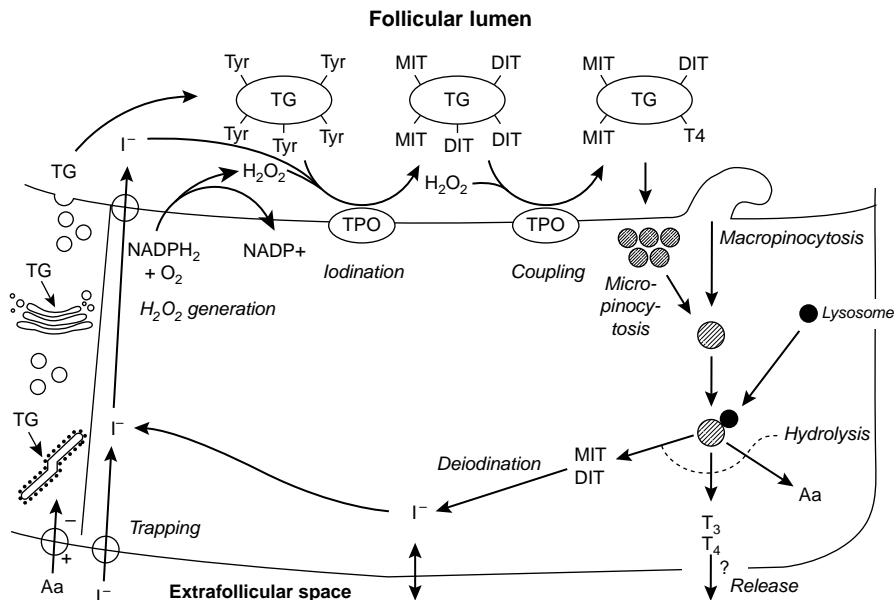 Follicular lumen
Tyr
Tyr
MIT
DIT
MIT
DIT
TG
TG
TG
Tyr
Tyr
Tyr
MIT
DIT
DIT
MIT
T4
I⁻
TG
H₂O₂
H₂O₂
TPO
TPO
NADPH₂
+ O₂
NADP+
Iodination
Coupling
Macropinocytosis
Micro-
pinocy-
tosis
TG
H₂O₂ generation
Lysosome
TG
I⁻
Hydrolysis
MIT
DIT
Deiodination
Aa
I⁻
T₃
T₄
?
Trapping
–
+
Aa
I⁻
Extrafollicular space
Release